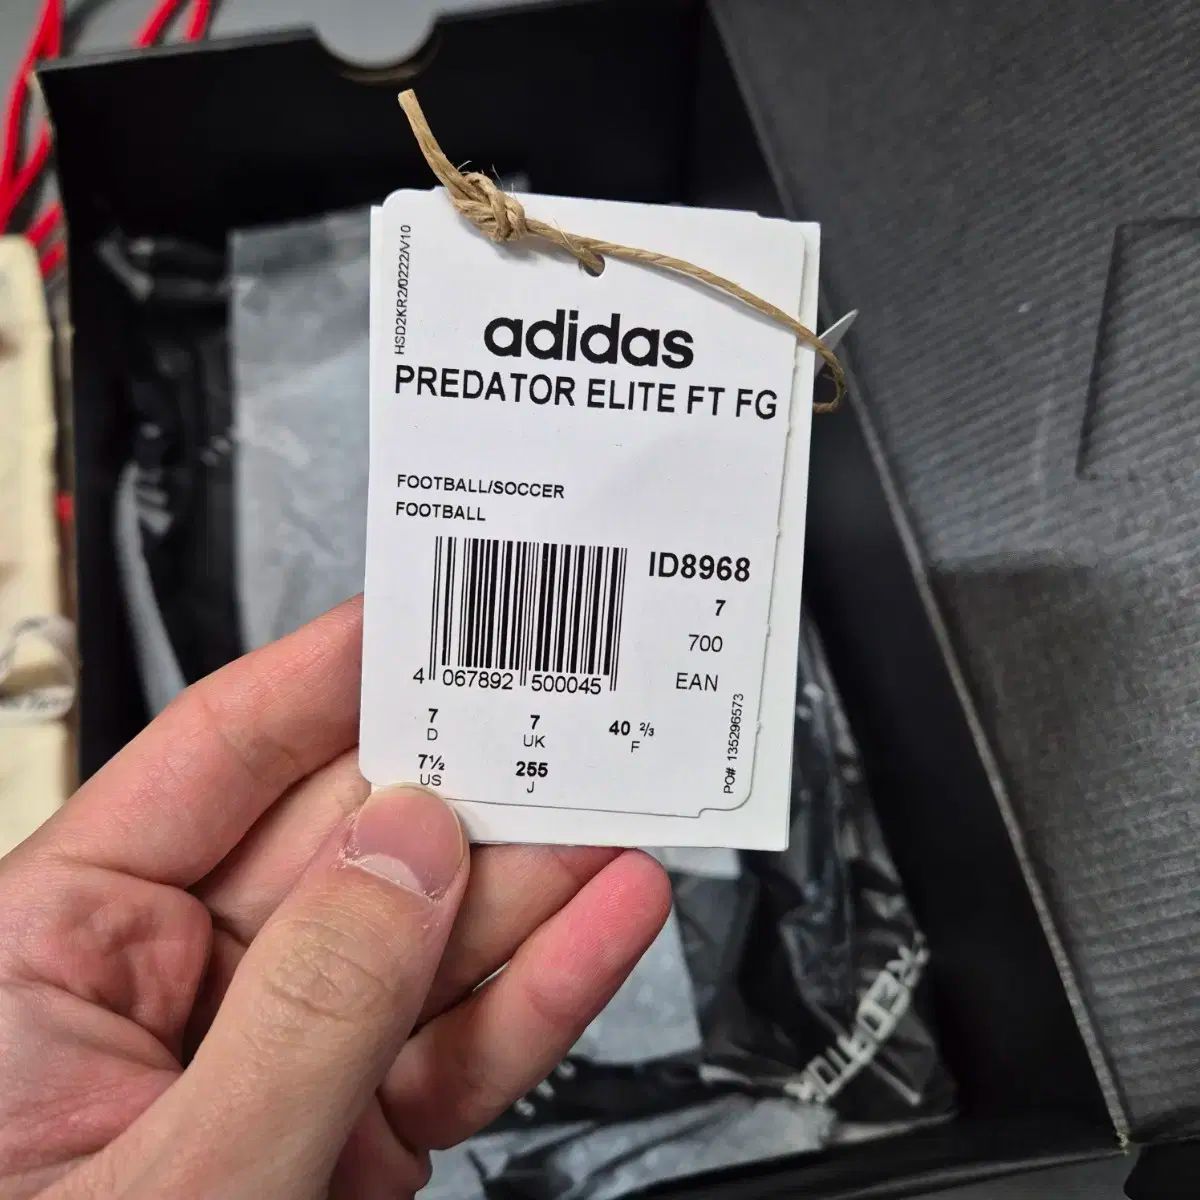 HSD2KR2/0222/V10
adidas
PREDATOR ELITE FT FG
FOOTBALL/SOCCER
FOOTBALL
ID8968
7
700
EAN
4 067892 500045
7 7 40 2/3
D UK F
7½ 255
US J
PO# 135296573
PREDATOR